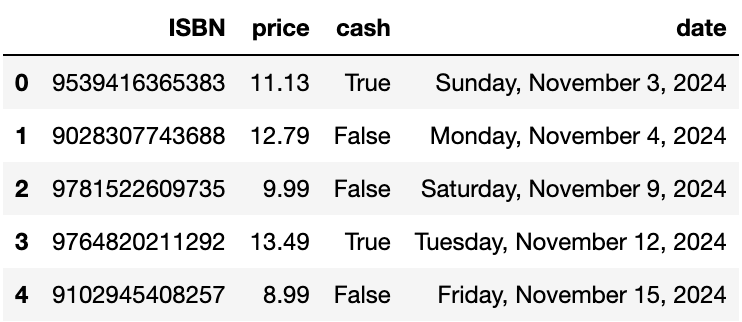 ISBN price cash date
0 9539416365383 11.13 True Sunday, November 3, 2024
1 9028307743688 12.79 False Monday, November 4, 2024
2 9781522609735 9.99 False Saturday, November 9, 2024
3 9764820211292 13.49 True Tuesday, November 12, 2024
4 9102945408257 8.99 False Friday, November 15, 2024